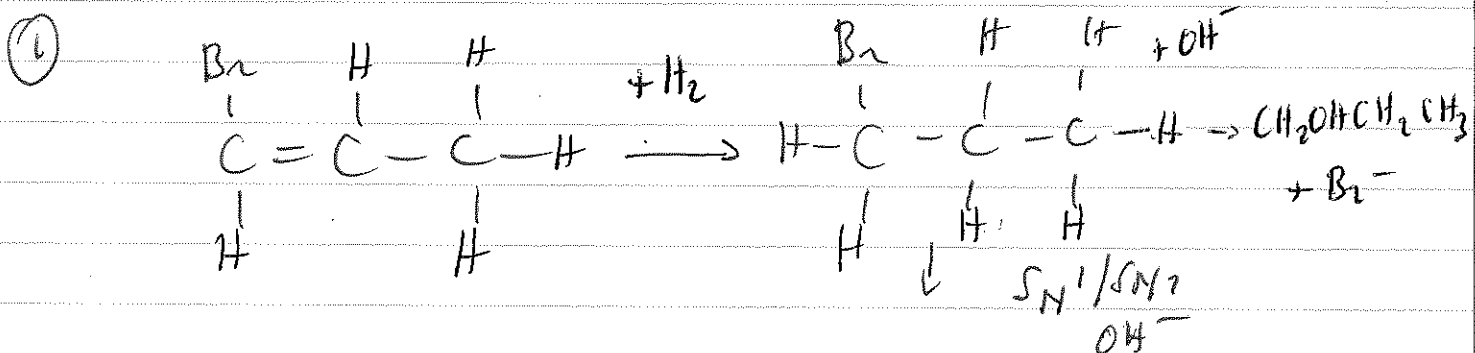 1
Br H H +H2 Br H H +OH-
C = C - C - H → H - C - C - C - H → CH2OHCH2CH3
+ Br-
H H H H H
↓ SN1/SN2
OH-